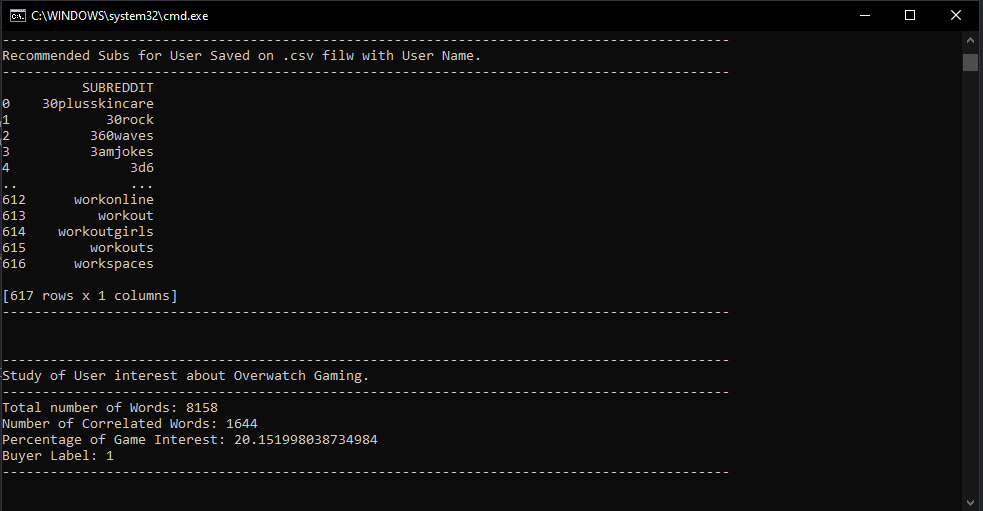 C:\WINDOWS\system32\cmd.exe
-------------------------------------------------------------------------------------------
Recommended Subs for User Saved on .csv filw with User Name.
-------------------------------------------------------------------------------------------
          SUBREDDIT
0    30plusskincare
1            30rock
2          360waves
3          3amjokes
4               3d6
..              ...
612      workonline
613         workout
614    workoutgirls
615        workouts
616      workspaces
[617 rows x 1 columns]
-------------------------------------------------------------------------------------------
-------------------------------------------------------------------------------------------
Study of User interest about Overwatch Gaming.
-------------------------------------------------------------------------------------------
Total number of Words: 8158
Number of Correlated Words: 1644
Percentage of Game Interest: 20.151998038734984
Buyer Label: 1
-------------------------------------------------------------------------------------------